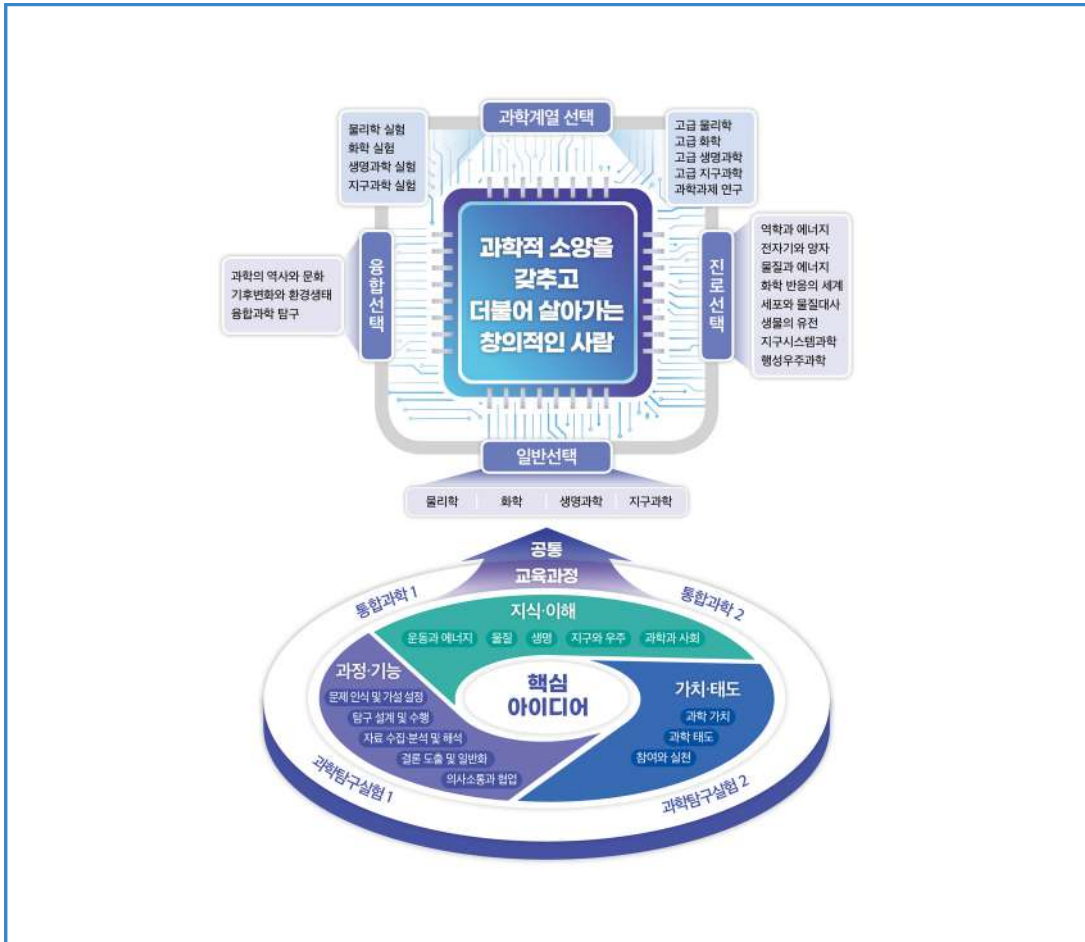 과학계열 선택
물리학 실험
화학 실험
생명과학 실험
지구과학 실험
고급 물리학
고급 화학
고급 생명과학
고급 지구과학
과학과제 연구
과학적 소양을
갖추고
더불어 살아가는
창의적인 사람
융합선택
과학의 역사와 문화
기후변화와 환경생태
융합과학 탐구
진로선택
역학과 에너지
전자기와 양자
물질과 에너지
화학 반응의 세계
세포와 물질대사
생물의 유전
지구시스템과학
행성우주과학
일반선택
물리학 화학 생명과학 지구과학
공통
교육과정
통합과학 1
통합과학 2
지식·이해
운동과 에너지 물질 생명 지구와 우주 과학과 사회
과정·기능
문제 인식 및 가설 설정
탐구 설계 및 수행
자료 수집·분석 및 해석
결론 도출 및 일반화
의사소통과 협업
핵심
아이디어
가치·태도
과학 가치
과학 태도
참여와 실천
과학탐구실험 1
과학탐구실험 2